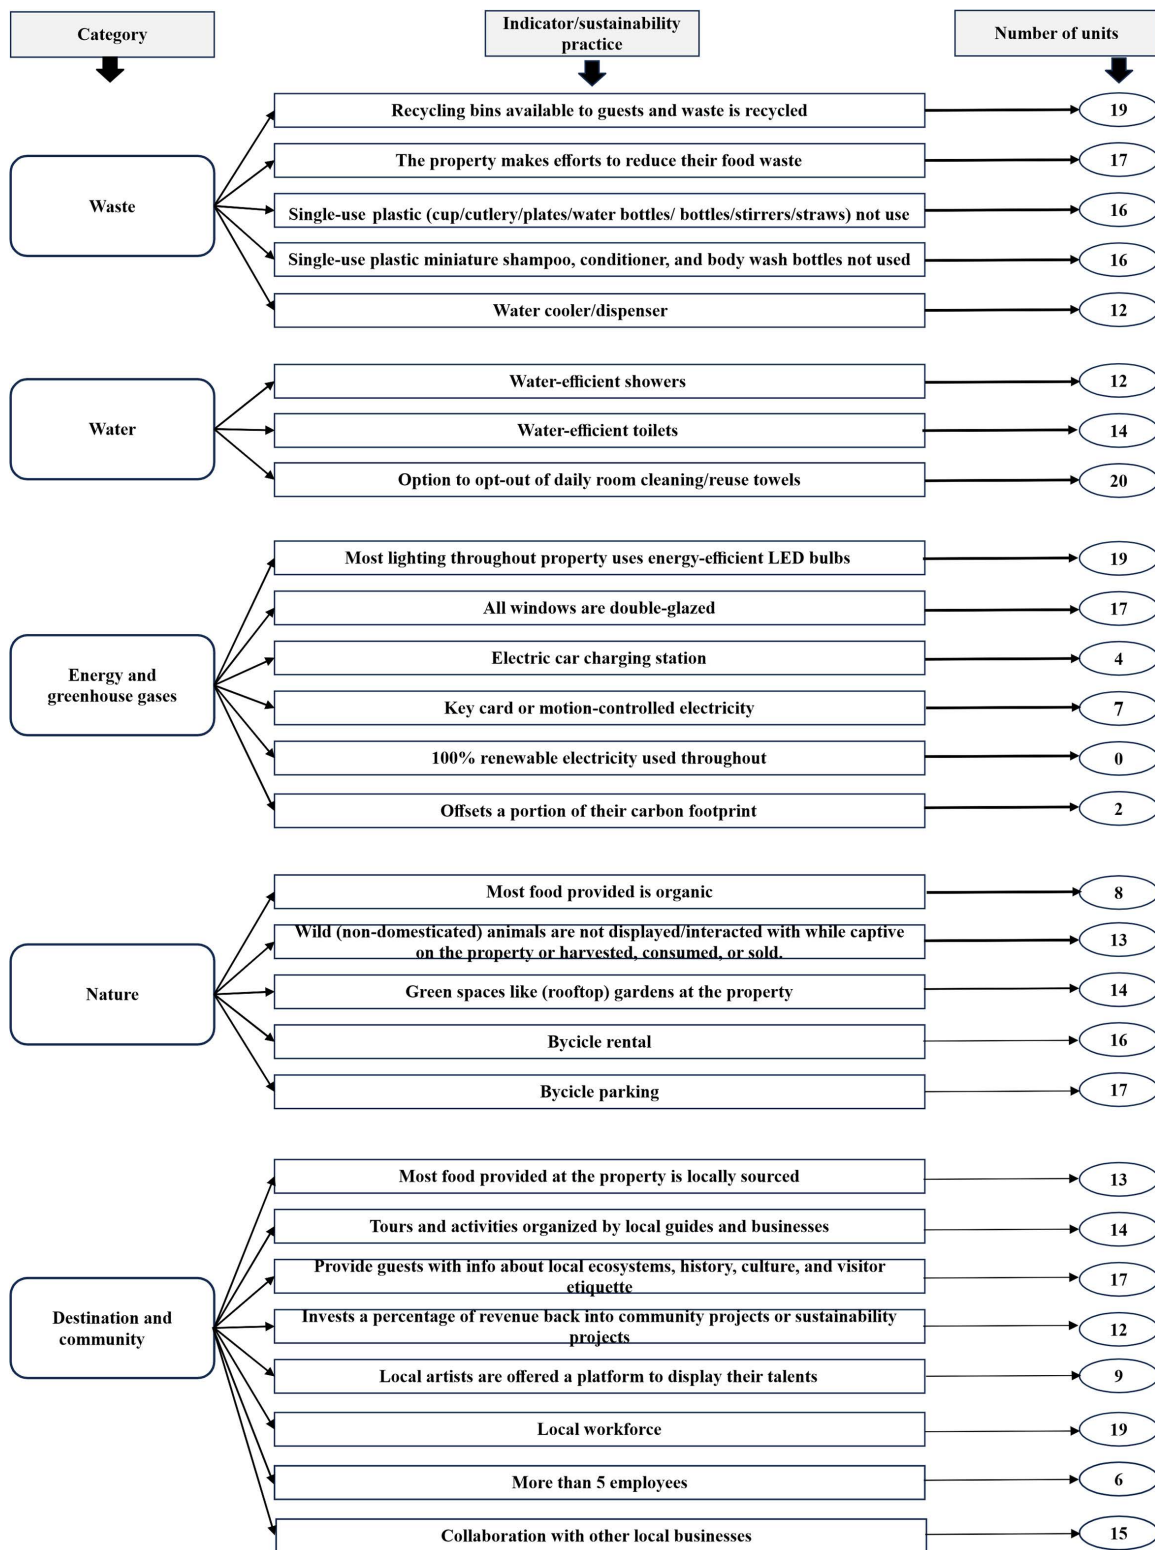 Category
Indicator/sustainability
practice
Number of units
Waste
Recycling bins available to guests and waste is recycled
19
The property makes efforts to reduce their food waste
17
Single-use plastic (cup/cutlery/plates/water bottles/ bottles/stirrers/straws) not use
16
Single-use plastic miniature shampoo, conditioner, and body wash bottles not used
16
Water cooler/dispenser
12
Water
Water-efficient showers
12
Water-efficient toilets
14
Option to opt-out of daily room cleaning/reuse towels
20
Energy and
greenhouse gases
Most lighting throughout property uses energy-efficient LED bulbs
19
All windows are double-glazed
17
Electric car charging station
4
Key card or motion-controlled electricity
7
100% renewable electricity used throughout
0
Offsets a portion of their carbon footprint
2
Nature
Most food provided is organic
8
Wild (non-domesticated) animals are not displayed/interacted with while captive
on the property or harvested, consumed, or sold.
13
Green spaces like (rooftop) gardens at the property
14
Bycicle rental
16
Bycicle parking
17
Destination and
community
Most food provided at the property is locally sourced
13
Tours and activities organized by local guides and businesses
14
Provide guests with info about local ecosystems, history, culture, and visitor
etiquette
17
Invests a percentage of revenue back into community projects or sustainability
projects
12
Local artists are offered a platform to display their talents
9
Local workforce
19
More than 5 employees
6
Collaboration with other local businesses
15